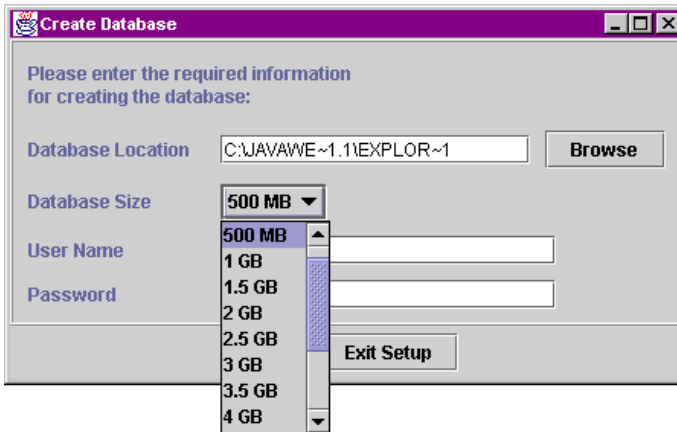 Create Database
Please enter the required information
for creating the database:
Database Location C:\JAVAWE~1.1\EXPLOR~1 Browse
Database Size 500 MB
500 MB
User Name
1 GB
1.5 GB
Password
2 GB
2.5 GB
Exit Setup
3 GB
3.5 GB
4 GB